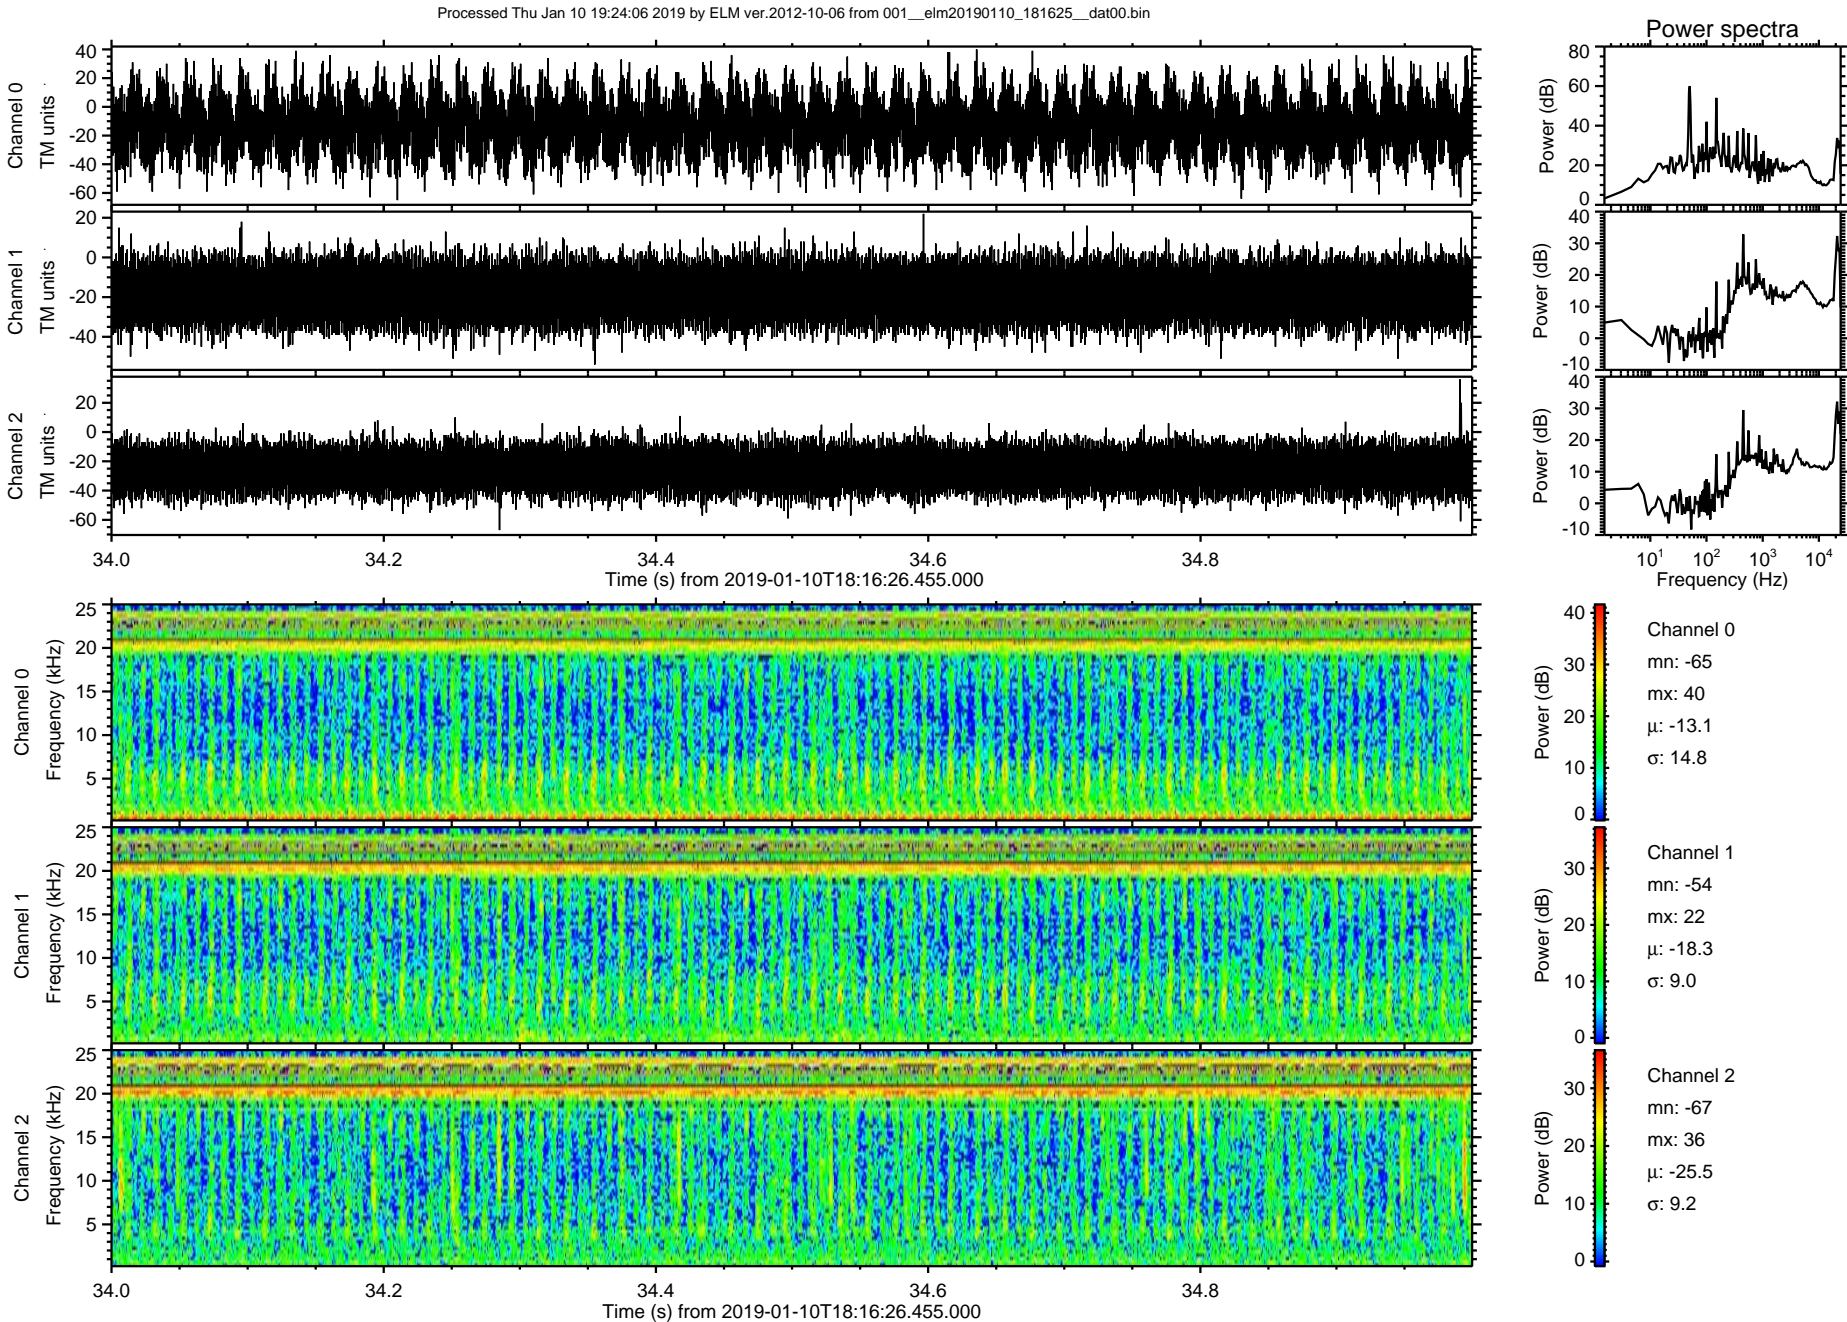 Processed Thu Jan 10 19:24:06 2019 by ELM ver.2012-10-06 from 001__elm20190110_181625__dat00.bin
Power spectra
Channel 0
TM units
40
20
0
-20
-40
-60
Power (dB)
80
60
40
20
0
Channel 1
TM units
20
0
-20
-40
Power (dB)
40
30
20
10
0
-10
Channel 2
TM units
20
0
-20
-40
-60
Power (dB)
40
30
20
10
0
-10
34.0 34.2 34.4 34.6 34.8
Time (s) from 2019-01-10T18:16:26.455.000
10¹ 10² 10³ 10⁴
Frequency (Hz)
Channel 0
Frequency (kHz)
25
20
15
10
5
Power (dB)
40
30
20
10
0
Channel 0
mn: -65
mx: 40
μ: -13.1
σ: 14.8
Channel 1
Frequency (kHz)
25
20
15
10
5
Power (dB)
30
20
10
0
Channel 1
mn: -54
mx: 22
μ: -18.3
σ: 9.0
Channel 2
Frequency (kHz)
25
20
15
10
5
Power (dB)
30
20
10
0
Channel 2
mn: -67
mx: 36
μ: -25.5
σ: 9.2
34.0 34.2 34.4 34.6 34.8
Time (s) from 2019-01-10T18:16:26.455.000